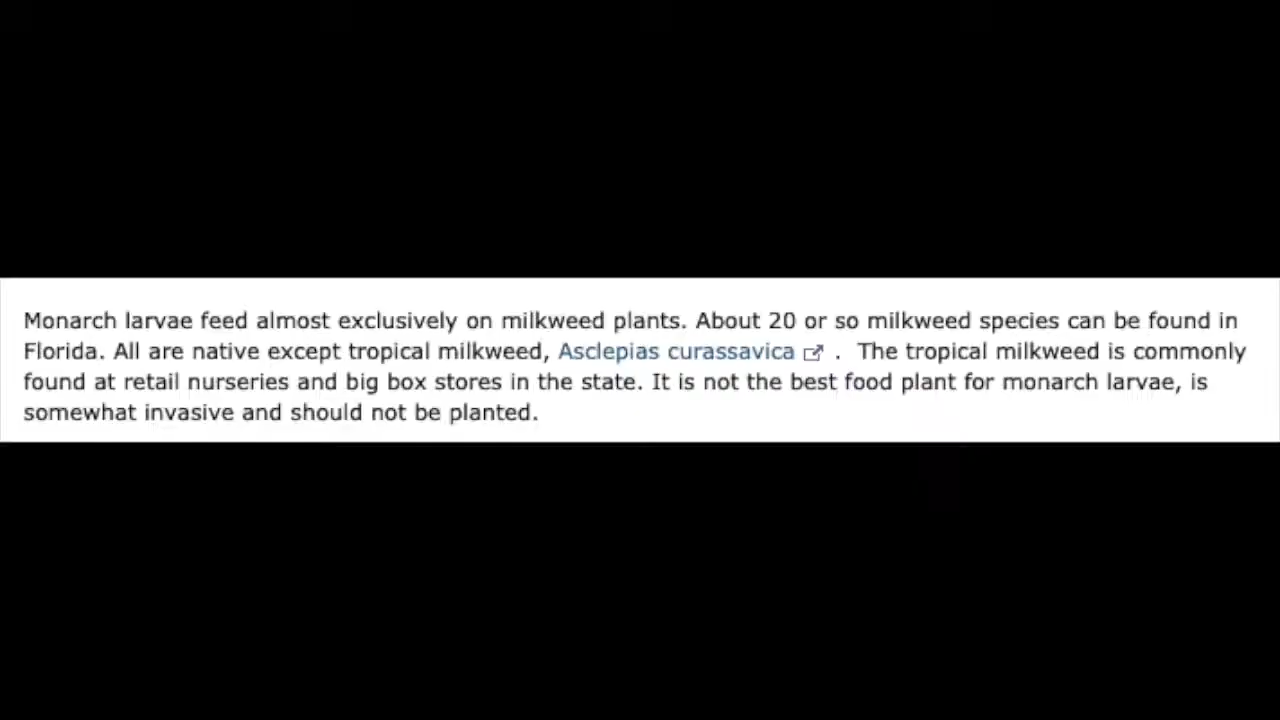 Monarch larvae feed almost exclusively on milkweed plants. About 20 or so milkweed species can be found in
Florida. All are native except tropical milkweed, Asclepias curassavica . The tropical milkweed is commonly
found at retail nurseries and big box stores in the state. It is not the best food plant for monarch larvae, is
somewhat invasive and should not be planted.